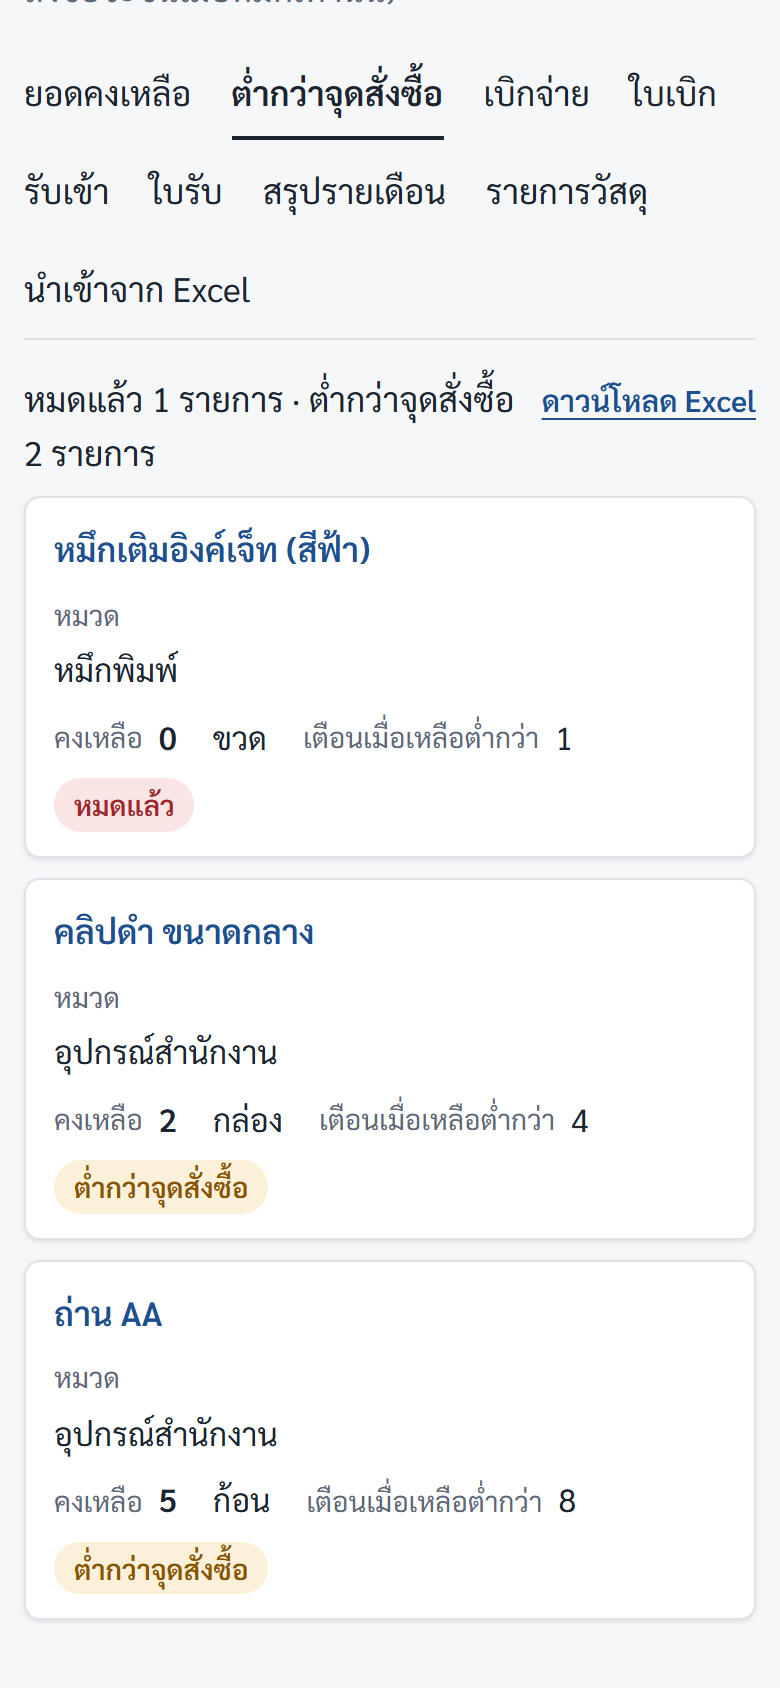 ยอดคงเหลือ ต่ำกว่าจุดสั่งซื้อ เบิกจ่าย ใบเบิก
รับเข้า ใบรับ สรุปรายเดือน รายการวัสดุ
นำเข้าจาก Excel
หมดแล้ว 1 รายการ · ต่ำกว่าจุดสั่งซื้อ ดาวน์โหลด Excel
2 รายการ
หมึกเติมอิงค์เจ็ท (สีฟ้า)
หมวด
หมึกพิมพ์
คงเหลือ 0 ขวด เตือนเมื่อเหลือต่ำกว่า 1
หมดแล้ว
คลิปดำ ขนาดกลาง
หมวด
อุปกรณ์สำนักงาน
คงเหลือ 2 กล่อง เตือนเมื่อเหลือต่ำกว่า 4
ต่ำกว่าจุดสั่งซื้อ
ถ่าน AA
หมวด
อุปกรณ์สำนักงาน
คงเหลือ 5 ก้อน เตือนเมื่อเหลือต่ำกว่า 8
ต่ำกว่าจุดสั่งซื้อ